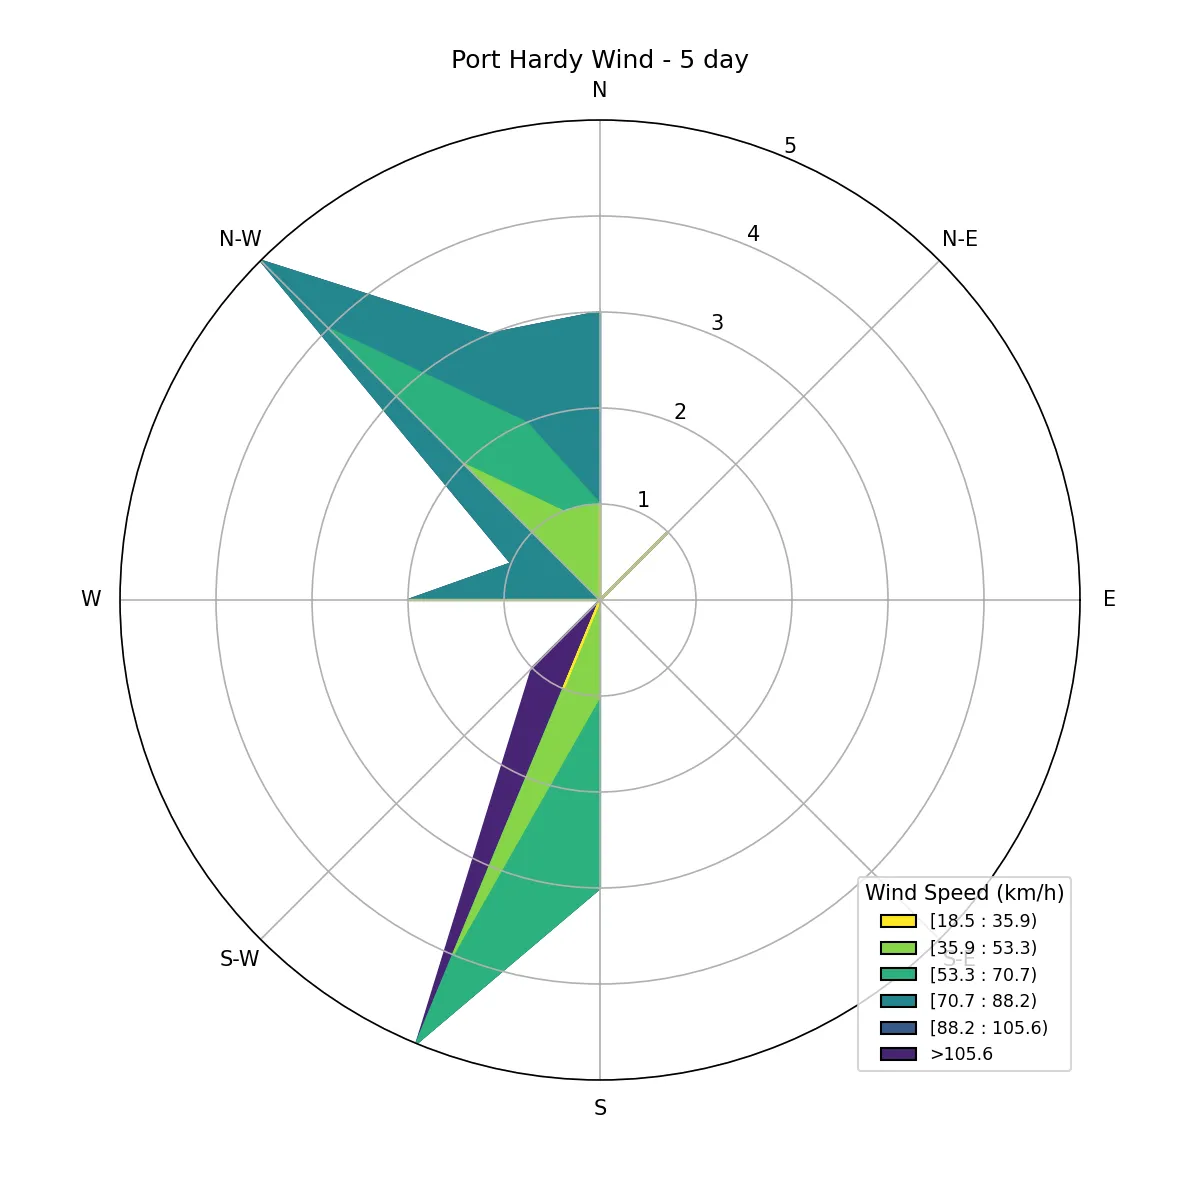 Port Hardy Wind - 5 day
N
5
N-W
4
N-E
3
2
1
W
E
Wind Speed (km/h)
[18.5 : 35.9)
[35.9 : 53.3)
S-W
S-E
[53.3 : 70.7)
[70.7 : 88.2)
[88.2 : 105.6)
>105.6
S